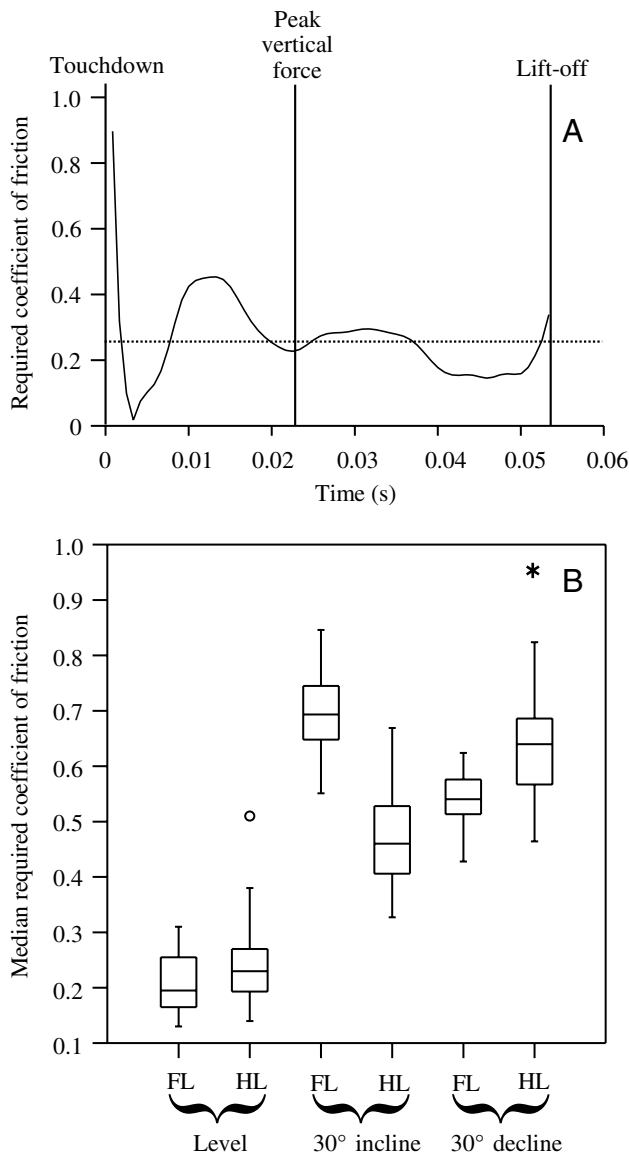 Peak
vertical
force
Touchdown
Lift-off
A
Required coefficient of friction
1.0
0.8
0.6
0.4
0.2
0
0 0.01 0.02 0.03 0.04 0.05 0.06
Time (s)
B
Median required coefficient of friction
1.0
0.9
0.8
0.7
0.6
0.5
0.4
0.3
0.2
0.1
FL HL FL HL FL HL
Level 30° incline 30° decline